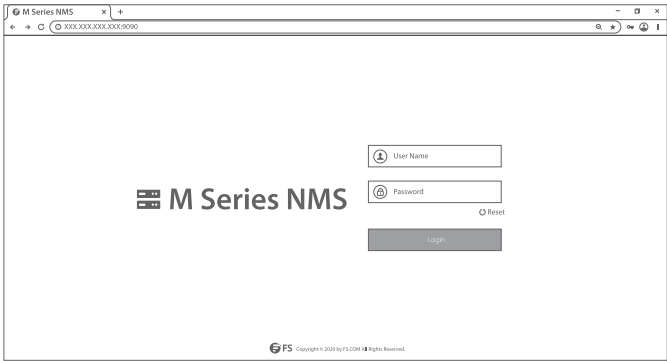 M Series NMS
XXX.XXX.XXX.XXX:9090
User Name
M Series NMS
Password
Reset
Login
FS Copyright © 2020 by FS.COM All Rights Reserved.